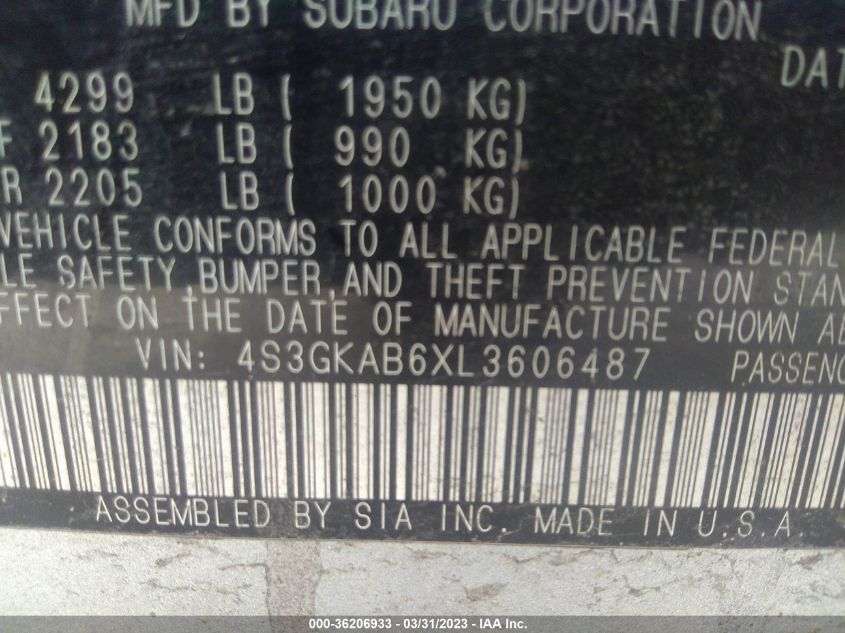 MFD BY SUBARU CORPORATION
DAT
4299 LB ( 1950 KG)
F 2183 LB ( 990 KG)
R 2205 LB ( 1000 KG)
VEHICLE CONFORMS TO ALL APPLICABLE FEDERAL
LE SAFETY,BUMPER,AND THEFT PREVENTION STAN
FFECT ON THE DATE OF MANUFACTURE SHOWN AB
VIN: 4S3GKAB6XL3606487 PASSENG
ASSEMBLED BY SIA INC. MADE IN U.S.A.
000-36206933 - 03/31/2023 - IAA Inc.